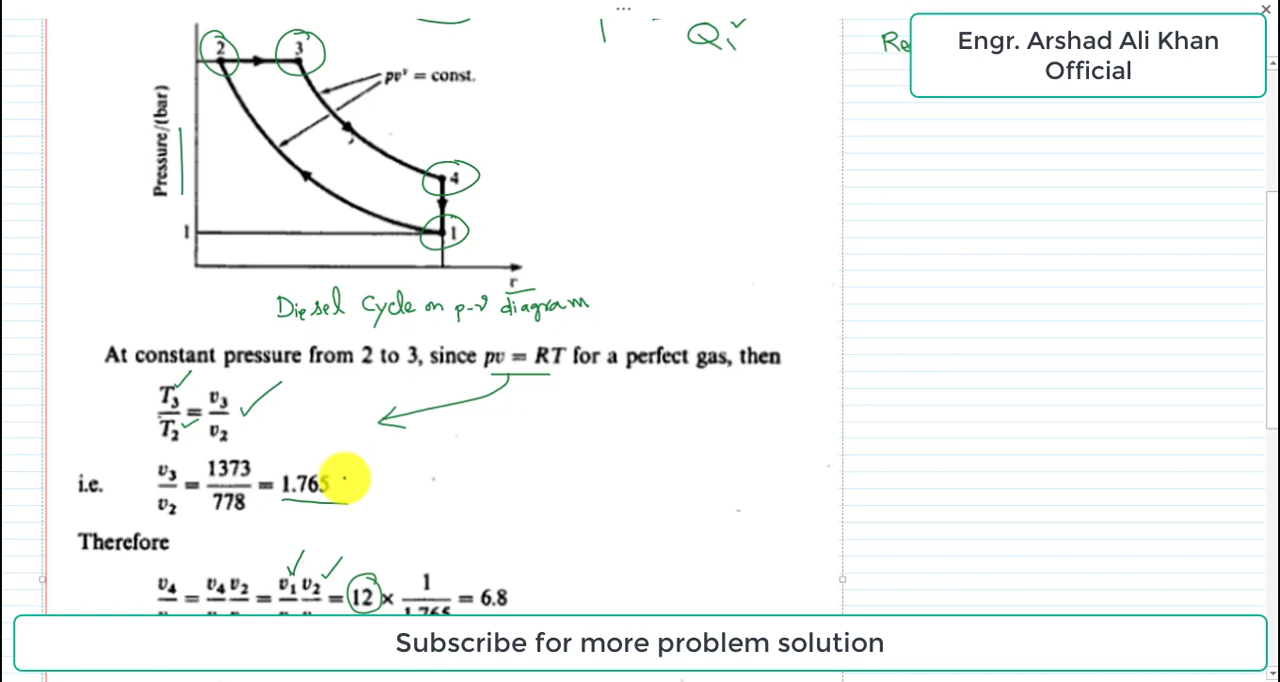 ...
Engr. Arshad Ali Khan
Official
Q₁
2
3
pvᵞ = const.
Pressure/(bar)
4
1
1
Diesel Cycle on p-v diagram
At constant pressure from 2 to 3, since pv = RT for a perfect gas, then
T₃/T₂ = v₃/v₂
i.e. v₃/v₂ = 1373/778 = 1.765
Therefore
v₄ = v₄ v₂ = v₁ v₂ = 12 × 1/1.765 = 6.8
Subscribe for more problem solution